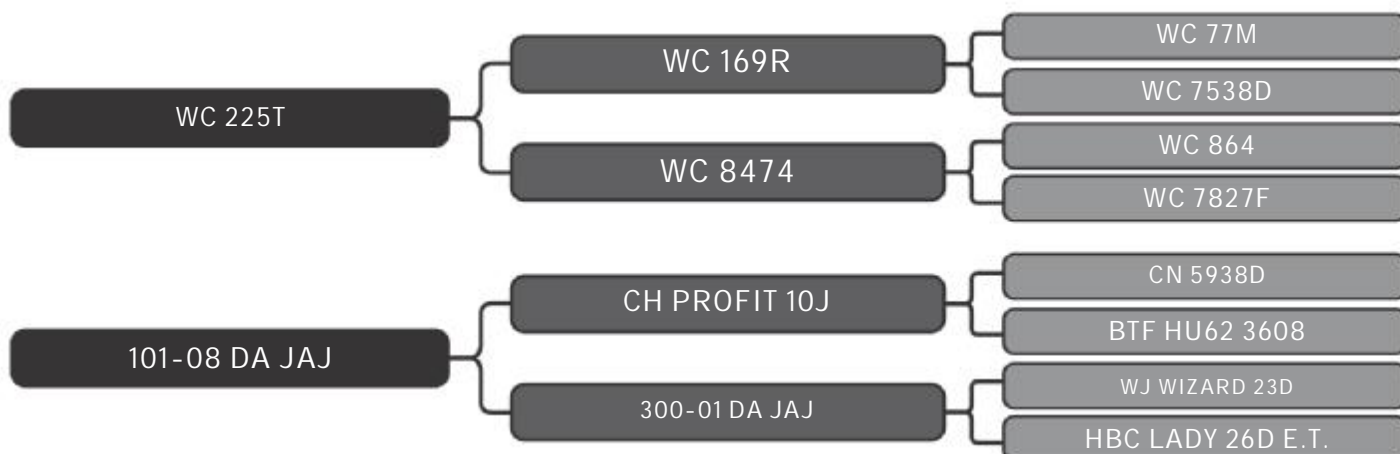 WC 77M
WC 169R
WC 7538D
WC 225T
WC 864
WC 8474
WC 7827F
CN 5938D
CH PROFIT 10J
BTF HU62 3608
101-08 DA JAJ
WJ WIZARD 23D
300-01 DA JAJ
HBC LADY 26D E.T.